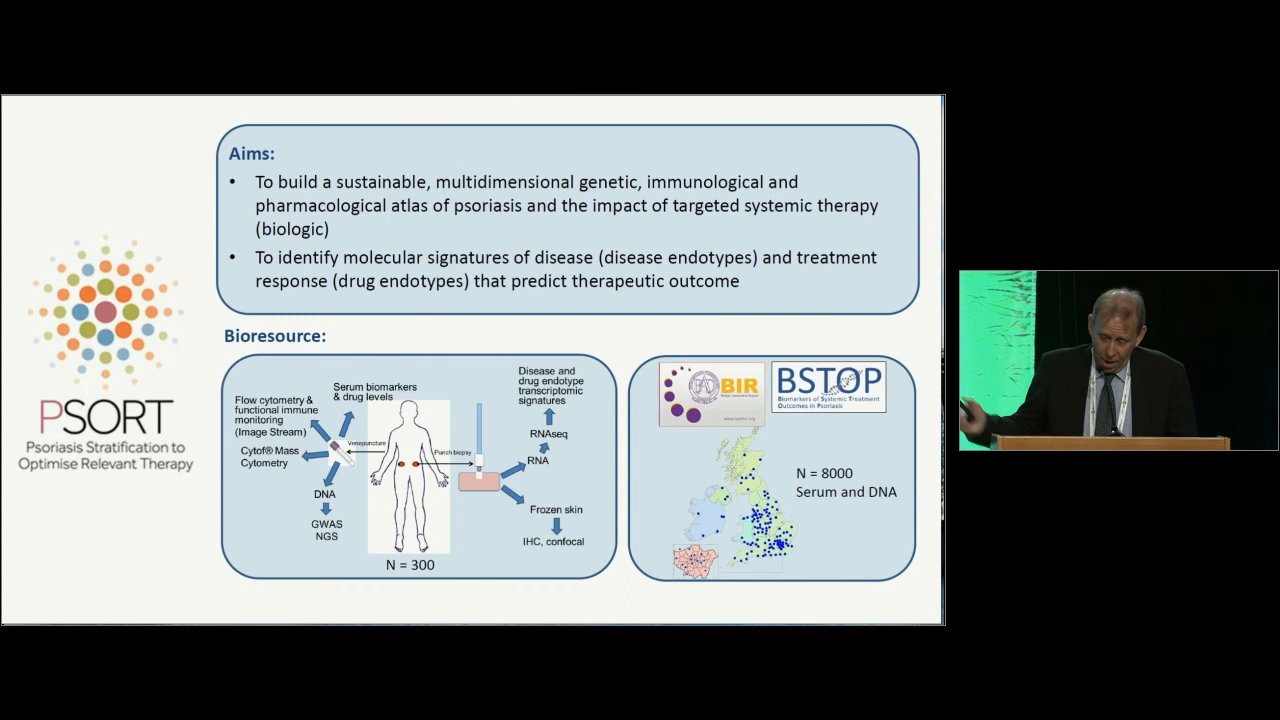 Aims:
• To build a sustainable, multidimensional genetic, immunological and
pharmacological atlas of psoriasis and the impact of targeted systemic therapy
(biologic)
• To identify molecular signatures of disease (disease endotypes) and treatment
response (drug endotypes) that predict therapeutic outcome
PSORT
Psoriasis Stratification to
Optimise Relevant Therapy
Bioresource:
Flow cytometry &
functional immune
monitoring
(Image Stream)
Serum biomarkers
& drug levels
Cytof® Mass
Cytometry
Venepuncture
DNA
GWAS
NGS
N = 300
Punch biopsy
Disease and
drug endotype
transcriptomic
signatures
RNAseq
RNA
Frozen skin
IHC, confocal
BIR
BSTOP
Biomarkers of Systemic Treatment
Outcomes in Psoriasis
N = 8000
Serum and DNA